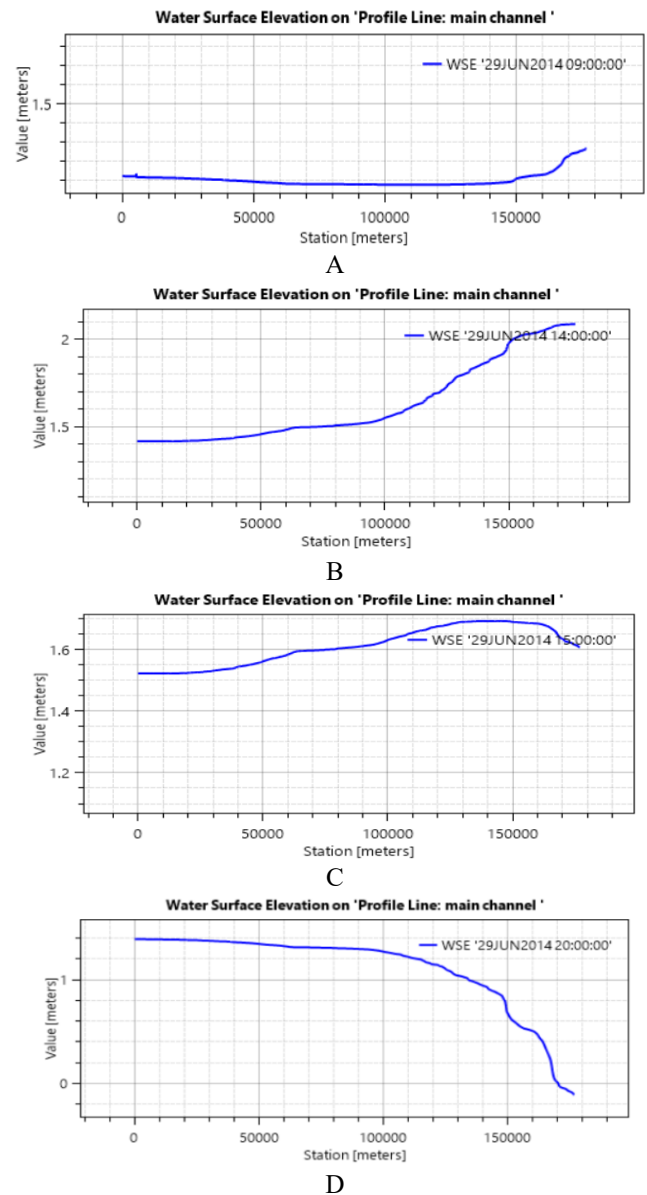 Water Surface Elevation on 'Profile Line: main channel '
WSE '29JUN2014 09:00:00'
Value [meters]
1.5
0 50000 100000 150000
Station [meters]
A
Water Surface Elevation on 'Profile Line: main channel '
WSE '29JUN2014 14:00:00'
Value [meters]
2
1.5
0 50000 100000 150000
Station [meters]
B
Water Surface Elevation on 'Profile Line: main channel '
WSE '29JUN2014 15:00:00'
Value [meters]
1.6
1.4
1.2
0 50000 100000 150000
Station [meters]
C
Water Surface Elevation on 'Profile Line: main channel '
WSE '29JUN2014 20:00:00'
Value [meters]
1
0
0 50000 100000 150000
Station [meters]
D